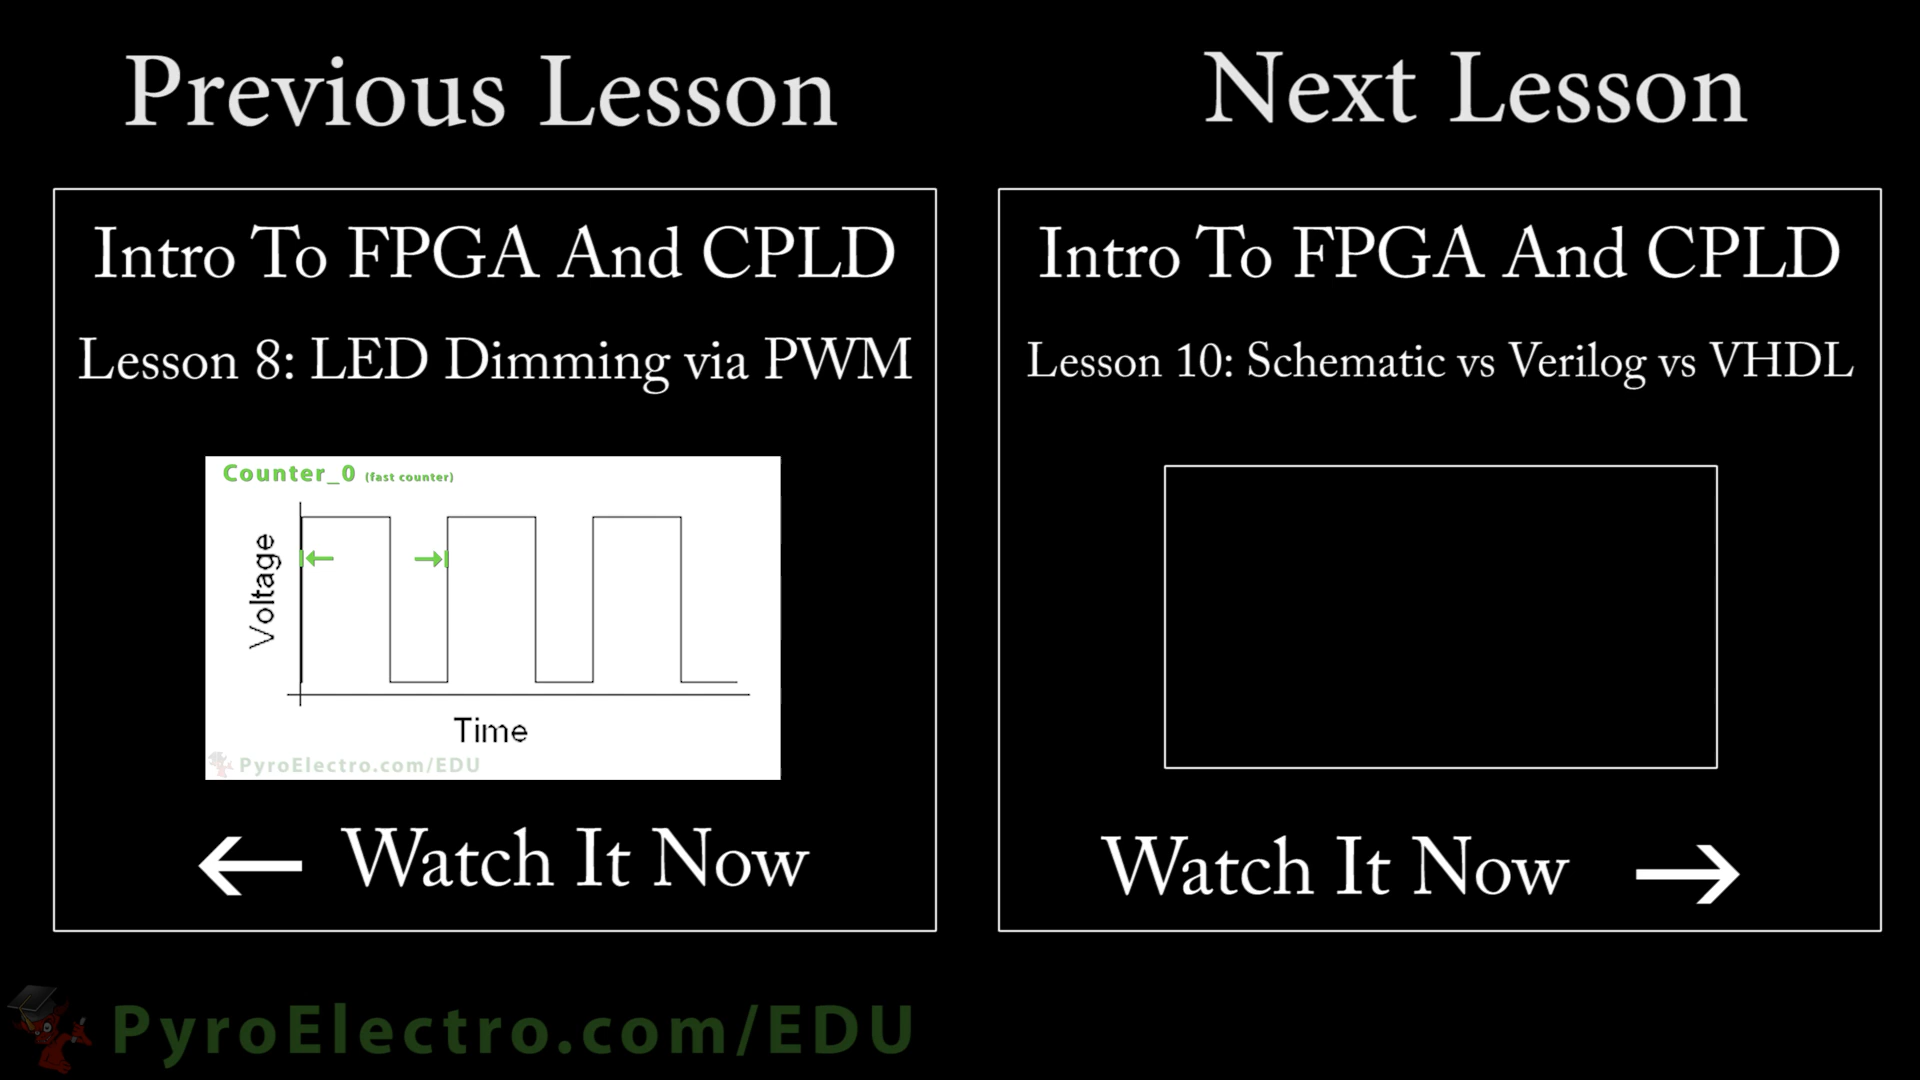 Previous Lesson
Intro To FPGA And CPLD
Lesson 8: LED Dimming via PWM
Counter_0 (fast counter)
Voltage
Time
PyroElectro.com/EDU
Watch It Now
Next Lesson
Intro To FPGA And CPLD
Lesson 10: Schematic vs Verilog vs VHDL
Watch It Now
PyroElectro.com/EDU